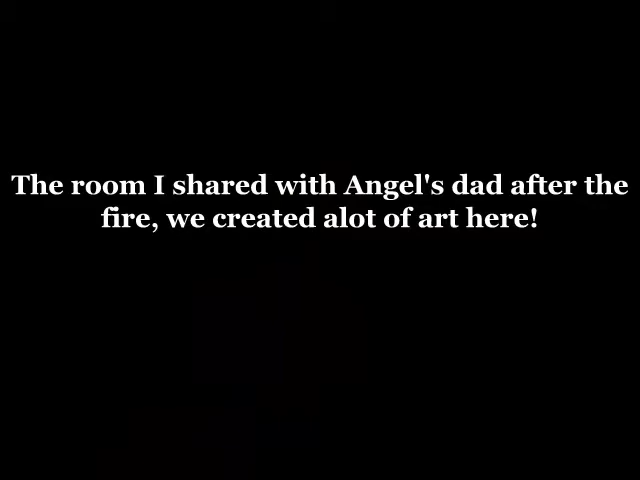 The room I shared with Angel's dad after the
fire, we created alot of art here!